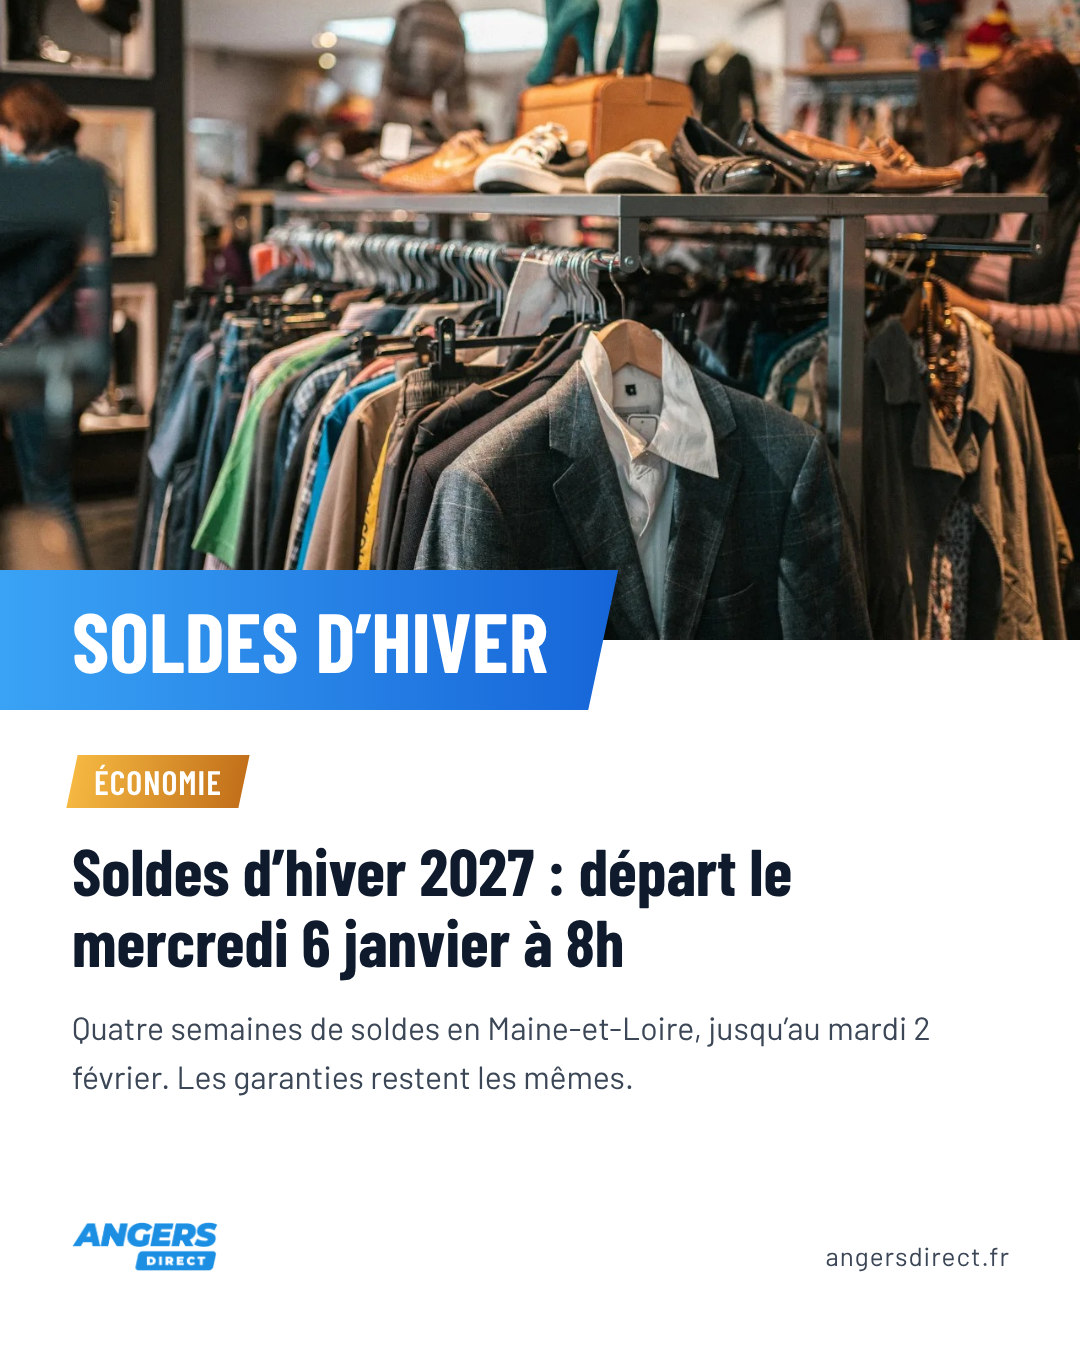 SOLDES D’HIVER
ÉCONOMIE
Soldes d’hiver 2027 : départ le
mercredi 6 janvier à 8h
Quatre semaines de soldes en Maine-et-Loire, jusqu’au mardi 2
février. Les garanties restent les mêmes.
ANGERS
DIRECT
angersdirect.fr